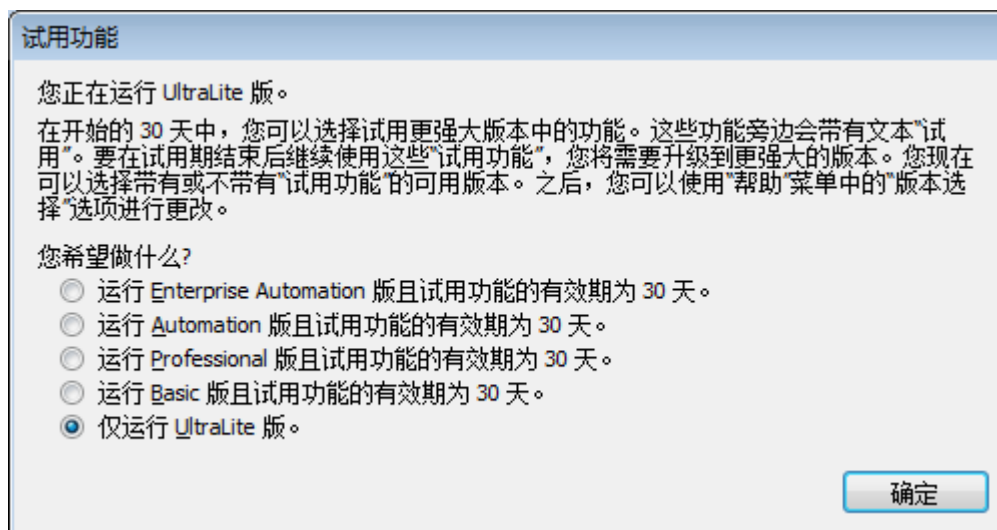 试用功能
您正在运行 UltraLite 版。
在开始的 30 天中，您可以选择试用更强大版本中的功能。这些功能旁边会带有文本“试
用”。要在试用期结束后继续使用这些“试用功能”，您将需要升级到更强大的版本。您现在
可以选择带有或不带有“试用功能”的可用版本。之后，您可以使用“帮助”菜单中的“版本选
择”选项进行更改。
您希望做什么?
运行 Enterprise Automation 版且试用功能的有效期为 30 天。
运行 Automation 版且试用功能的有效期为 30 天。
运行 Professional 版且试用功能的有效期为 30 天。
运行 Basic 版且试用功能的有效期为 30 天。
仅运行 UltraLite 版。
确定